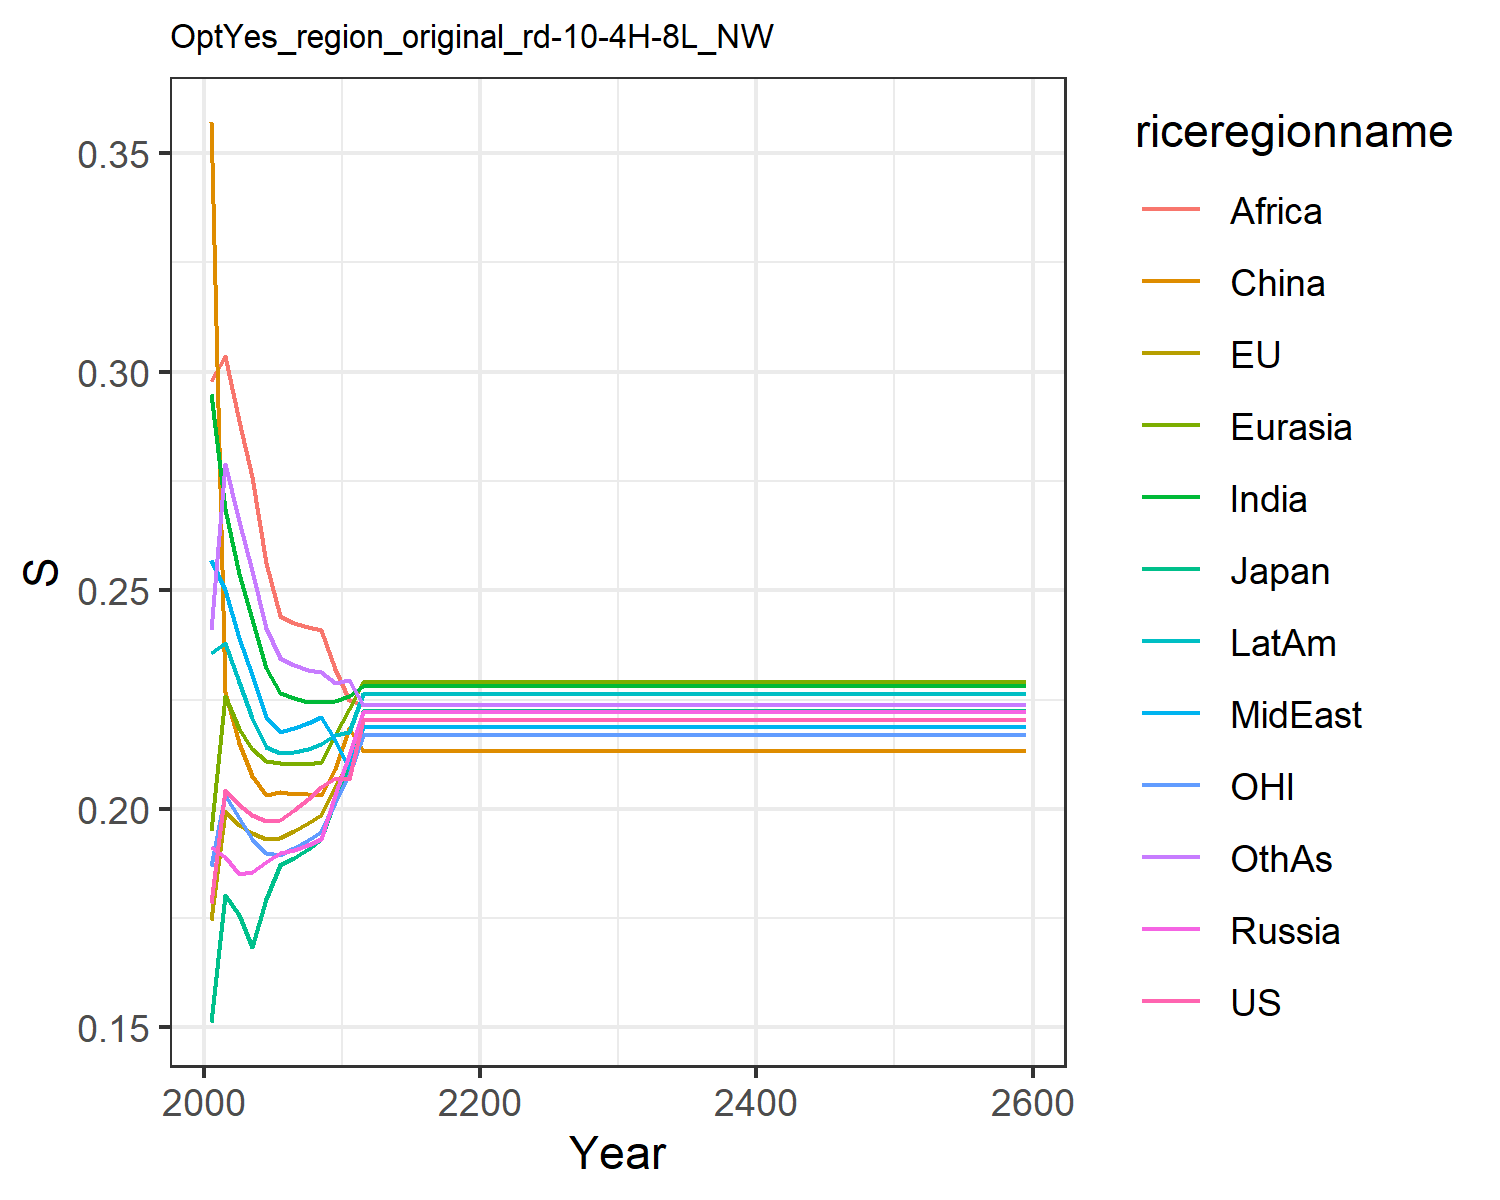 OptYes_region_original_rd-10-4H-8L_NW
0.35
0.30
0.25
0.20
0.15
S
2000 2200 2400 2600
Year
riceregionname
Africa
China
EU
Eurasia
India
Japan
LatAm
MidEast
OHI
OthAs
Russia
US